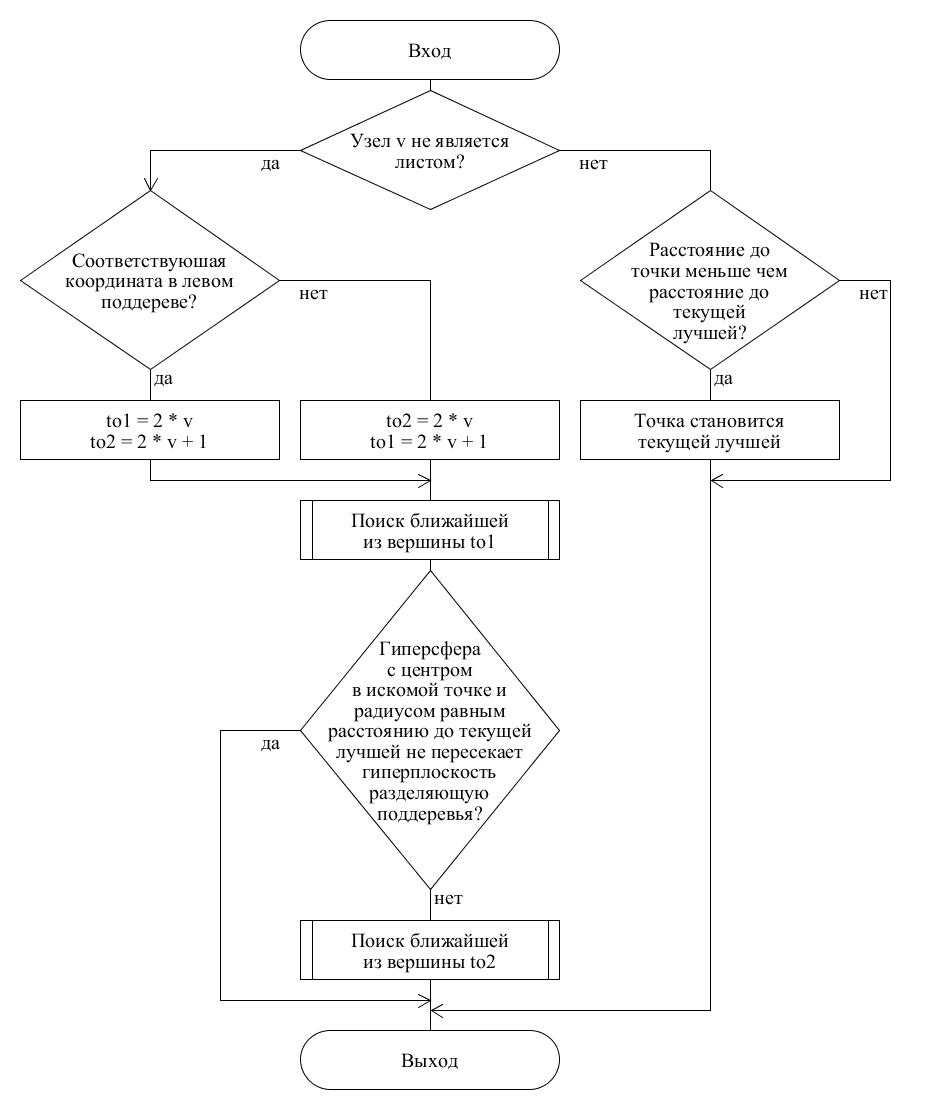 Вход
Узел v не является
листом?
да
нет
Соответствуюшая
координата в левом
поддереве?
нет
да
Расстояние до
точки меньше чем
расстояние до
текущей
лучшей?
нет
да
to1 = 2 * v
to2 = 2 * v + 1
to2 = 2 * v
to1 = 2 * v + 1
Точка становится
текущей лучшей
Поиск ближайшей
из вершины to1
Гиперсфера
с центром
в искомой точке и
радиусом равным
расстоянию до текущей
лучшей не пересекает
гиперплоскость
разделяющую
поддеревья?
да
нет
Поиск ближайшей
из вершины to2
Выход